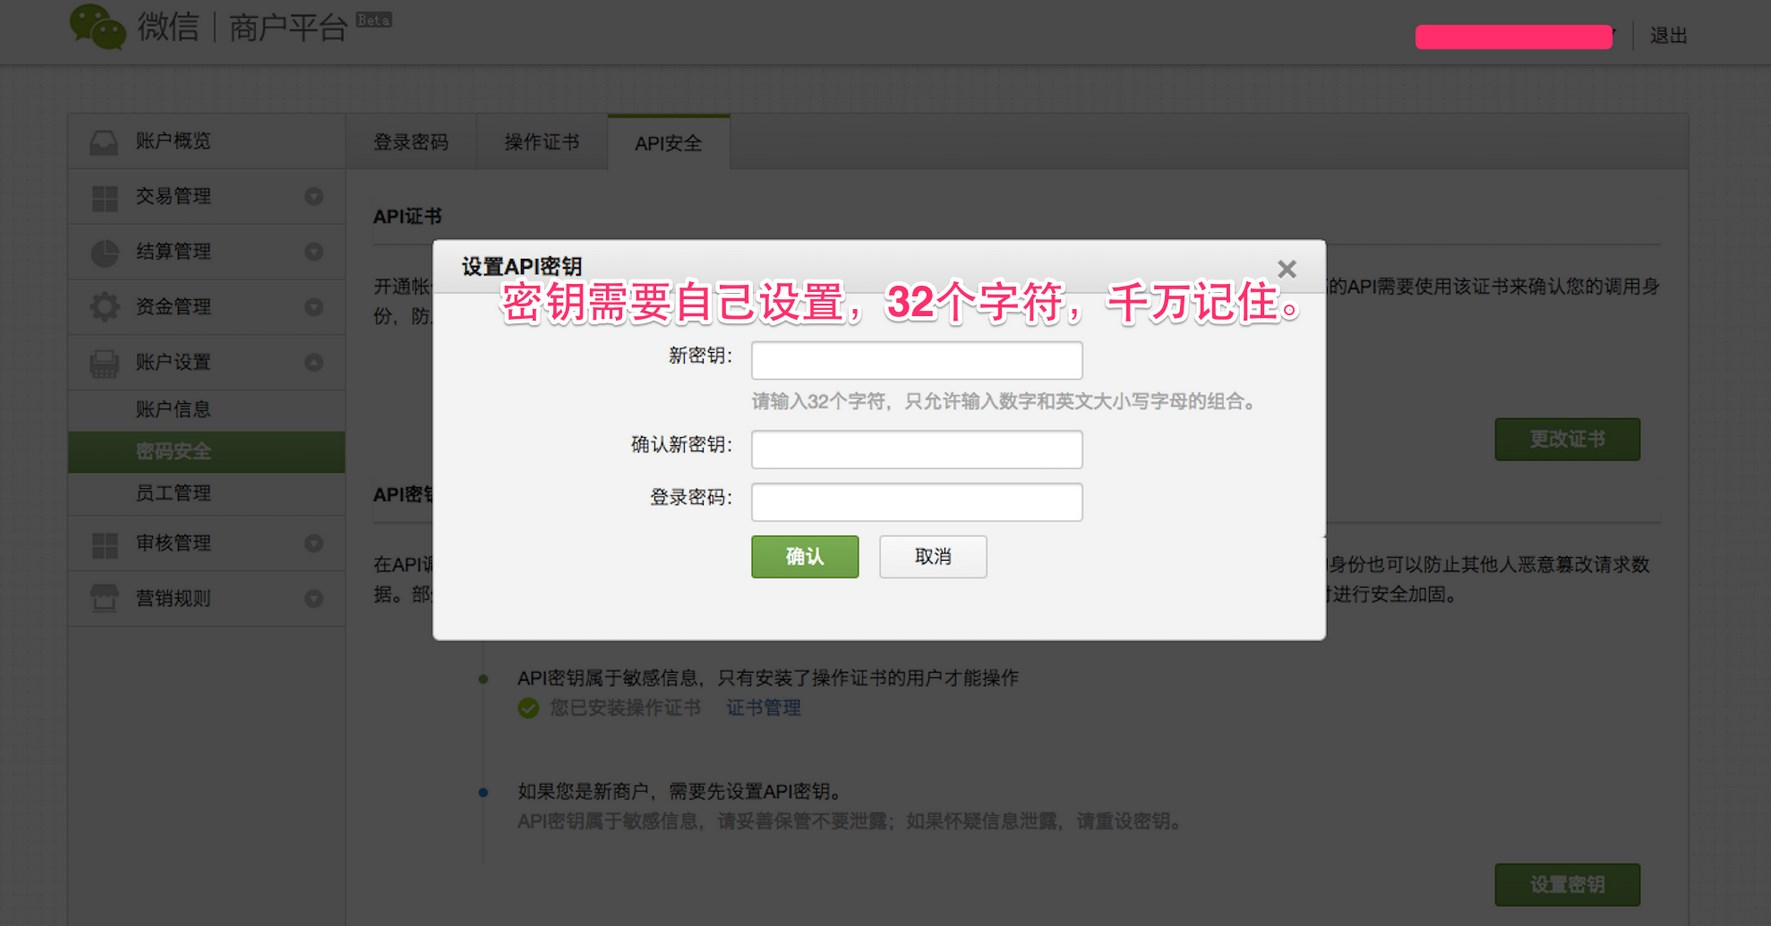 微信 | 商户平台 Beta
退出
账户概览
交易管理
结算管理
资金管理
账户设置
账户信息
密码安全
员工管理
审核管理
营销规则
登录密码
操作证书
API安全
API证书
开通帐
的API需要使用该证书来确认您的调用身
份，防
更改证书
设置API密钥
密钥需要自己设置，32个字符，千万记住。
新密钥：
请输入32个字符，只允许输入数字和英文大小写字母的组合。
确认新密钥：
登录密码：
确认
取消
API密
在API
身份也可以防止其他人恶意篡改请求数
据。部
进行安全加固。
API密钥属于敏感信息，只有安装了操作证书的用户才能操作
您已安装操作证书 证书管理
如果您是新商户，需要先设置API密钥。
API密钥属于敏感信息，请妥善保管不要泄露；如果怀疑信息泄露，请重设密钥。
设置密钥